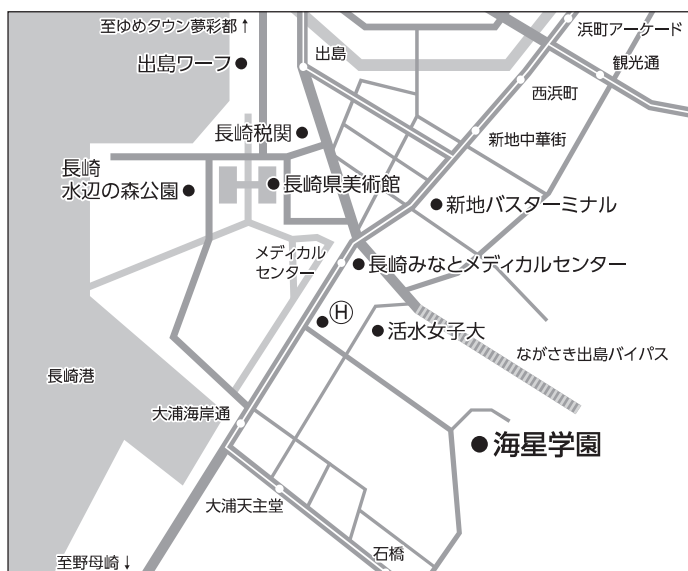 至ゆめタウン夢彩都↑
出島ワーフ
出島
浜町アーケード
観光通
西浜町
長崎税関
新地中華街
長崎
水辺の森公園
長崎県美術館
新地バスターミナル
メディカル
センター
長崎みなとメディカルセンター
H
活水女子大
ながさき出島バイパス
長崎港
大浦海岸通
海星学園
大浦天主堂
石橋
至野母崎↓